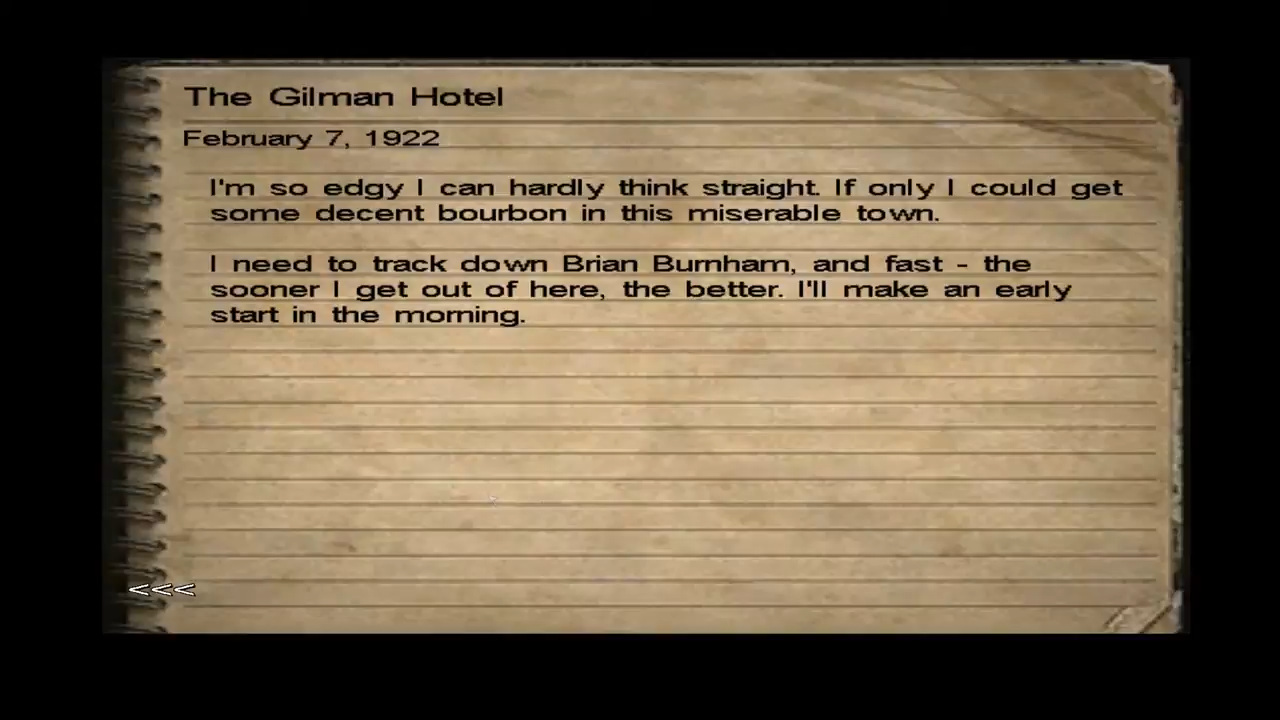 The Gilman Hotel
February 7, 1922
I'm so edgy I can hardly think straight. If only I could get
some decent bourbon in this miserable town.
I need to track down Brian Burnham, and fast - the
sooner I get out of here, the better. I'll make an early
start in the morning.
<<<